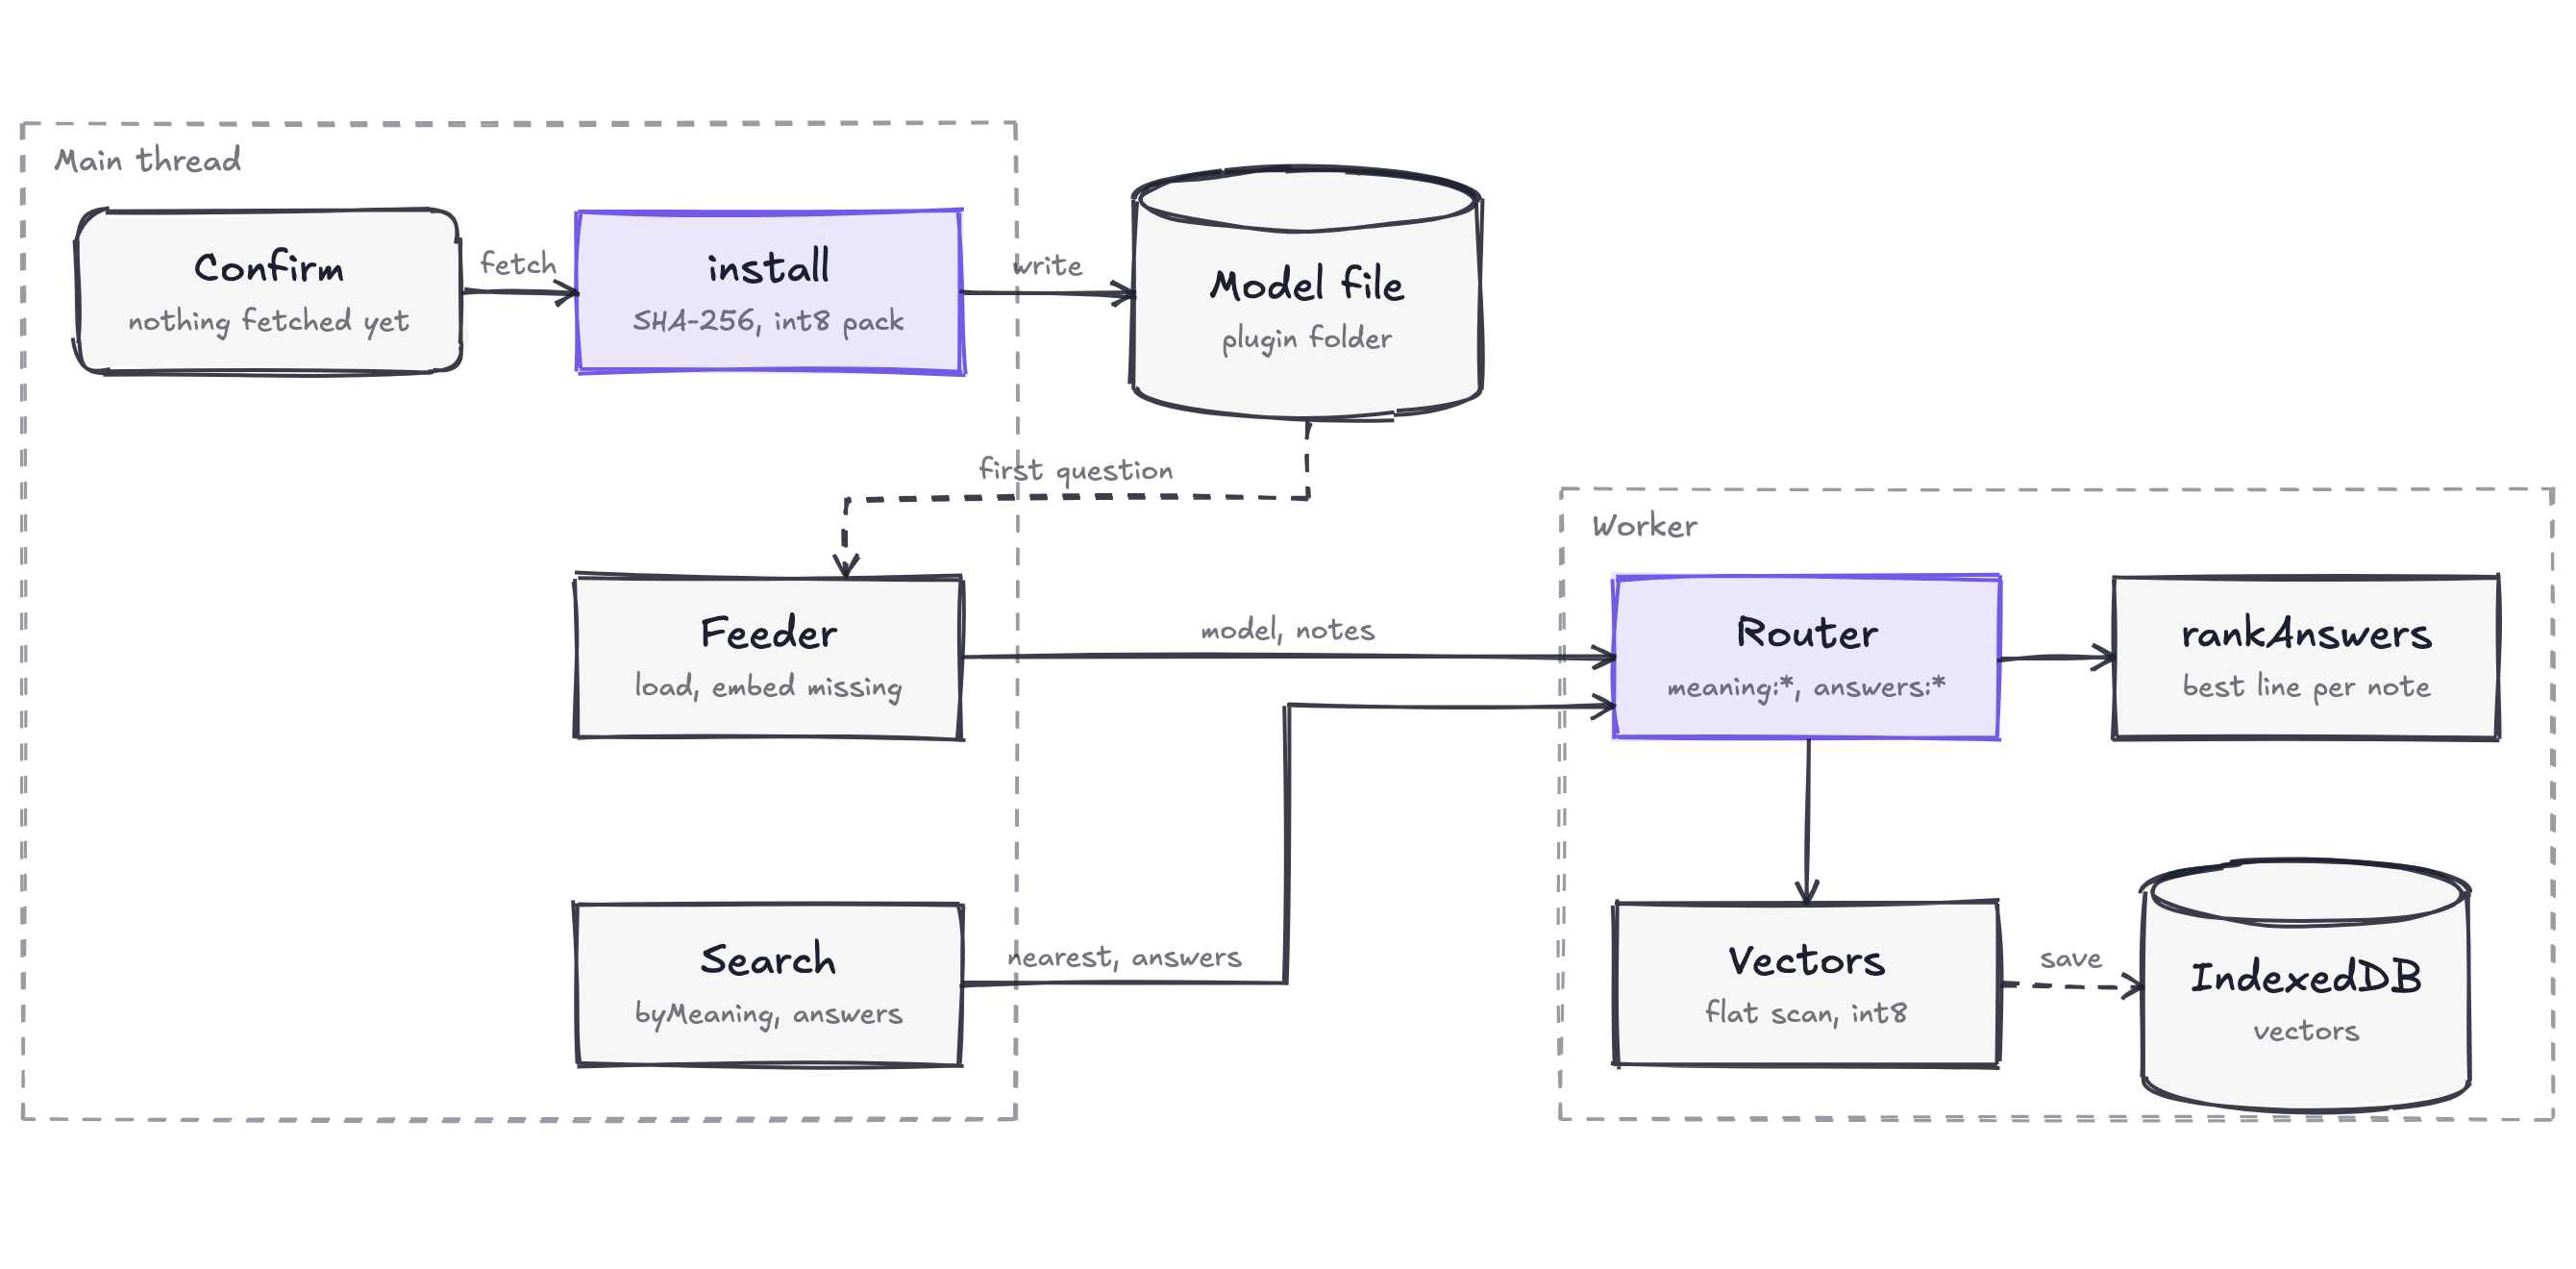 Main thread
Confirm
nothing fetched yet
fetch
install
SHA-256, int8 pack
write
Model file
plugin folder
first question
Worker
Feeder
load, embed missing
model, notes
Router
meaning:*, answers:*
rankAnswers
best line per note
Search
byMeaning, answers
nearest, answers
Vectors
flat scan, int8
save
IndexedDB
vectors